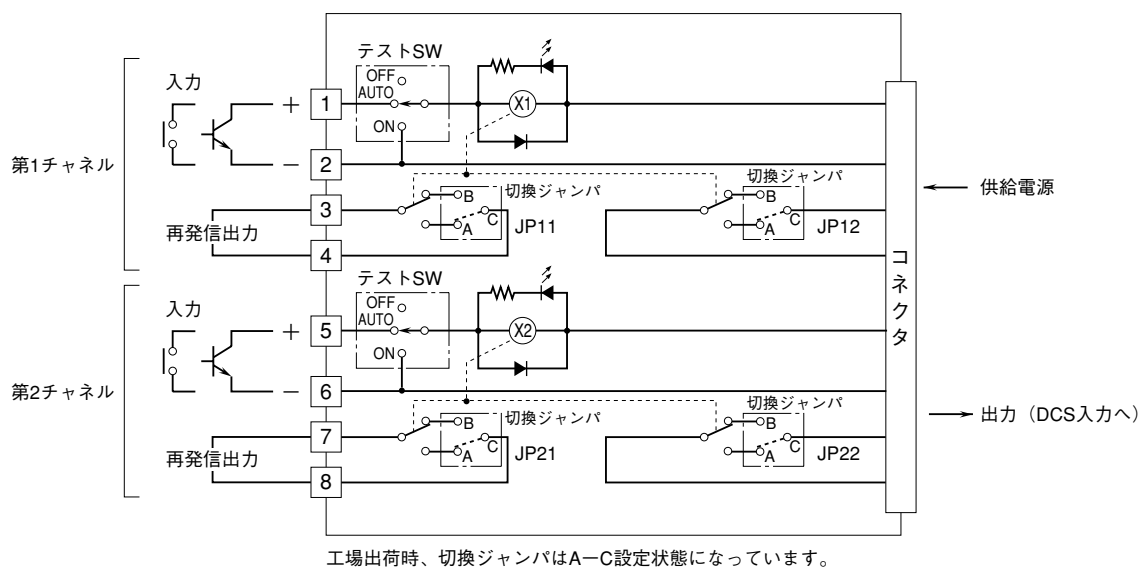 第1チャネル
入力
+
−
再発信出力
1
2
3
4
テストSW
OFF
AUTO
ON
X1
切換ジャンパ
B
A
C
JP11
切換ジャンパ
B
A
C
JP12
第2チャネル
入力
+
−
再発信出力
5
6
7
8
テストSW
OFF
AUTO
ON
X2
切換ジャンパ
B
A
C
JP21
切換ジャンパ
B
A
C
JP22
コネクタ
供給電源
出力（DCS入力へ）
工場出荷時、切換ジャンパはA−C設定状態になっています。